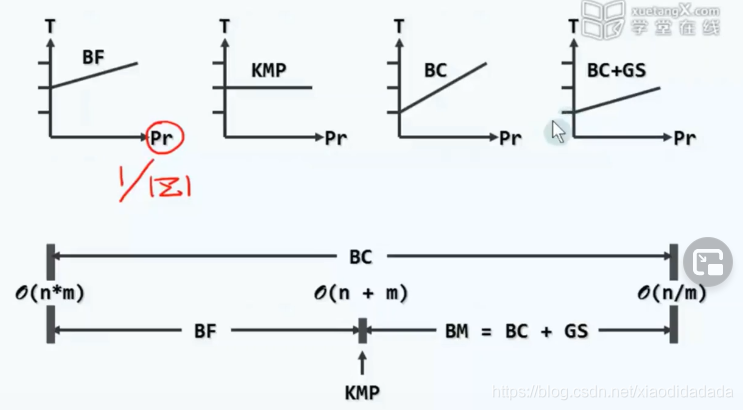 xuetangX.com
学堂在线
T
BF
Pr
T
KMP
Pr
T
BC
Pr
T
BC+GS
Pr
1/|Σ|
BC
O(n*m)
O(n + m)
O(n/m)
BF
BM = BC + GS
KMP
https://blog.csdn.net/xiaodidadada